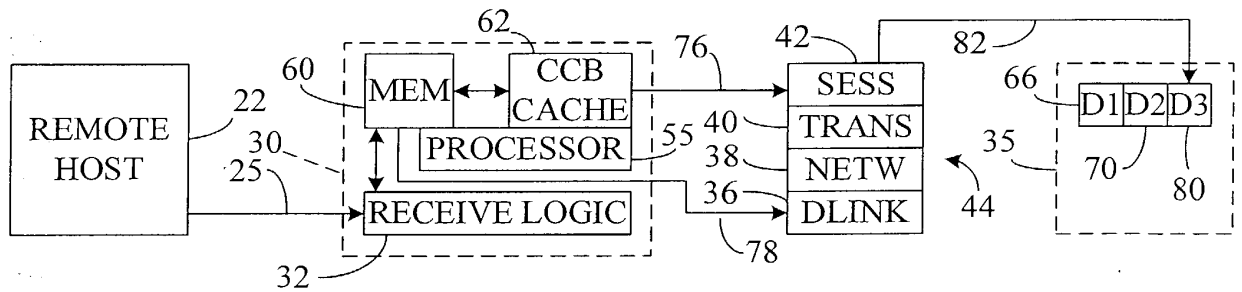 REMOTE
HOST
22
25
30
60
62
MEM
CCB
CACHE
PROCESSOR
55
RECEIVE LOGIC
32
76
78
42
40
38
36
SESS
TRANS
NETW
DLINK
44
82
66
35
D1 D2 D3
70
80